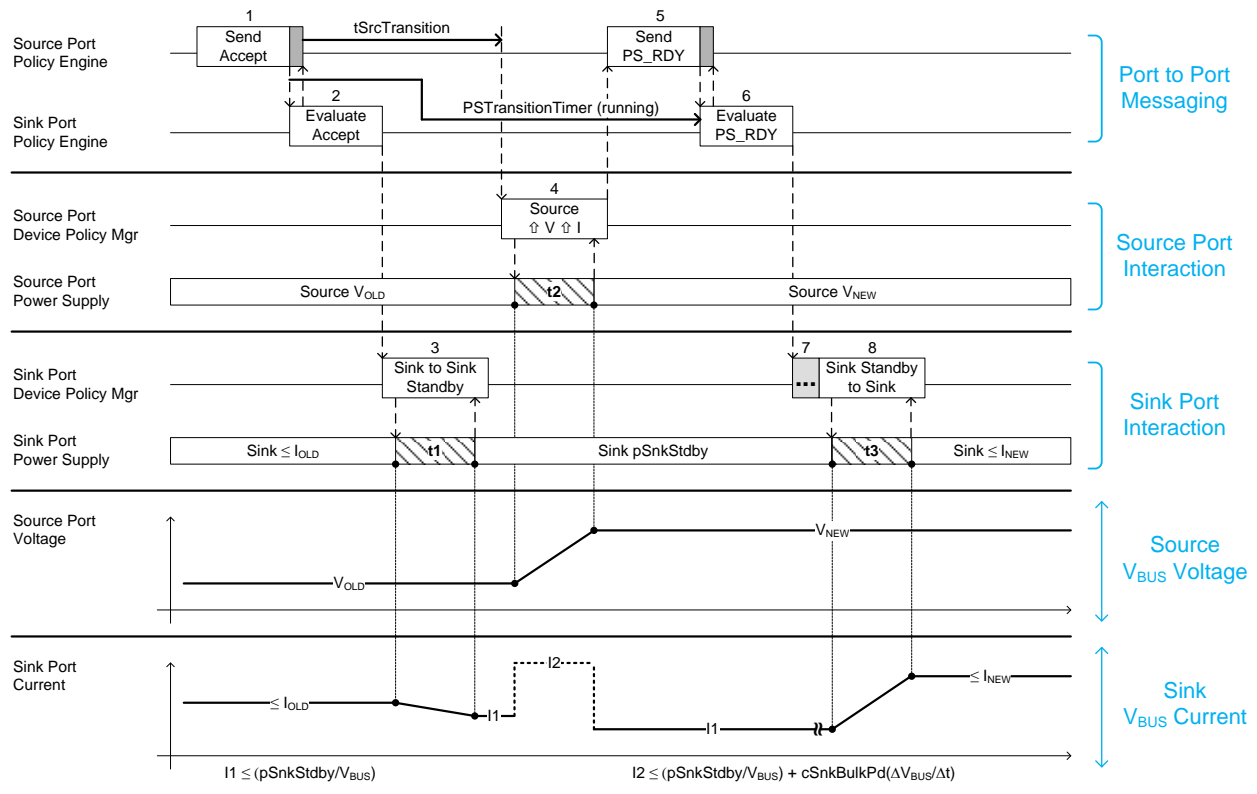 1
tSrcTransition
5
Source Port
Policy Engine
Send
Accept
Send
PS_RDY
Port to Port
Messaging
2
PSTransitionTimer (running)
6
Sink Port
Policy Engine
Evaluate
Accept
Evaluate
PS_RDY
4
Source Port
Device Policy Mgr
Source
⇧ V ⇧ I
Source Port
Interaction
Source Port
Power Supply
Source VOLD
t2
Source VNEW
3
7
8
Sink Port
Device Policy Mgr
Sink to Sink
Standby
...
Sink Standby
to Sink
Sink Port
Interaction
Sink Port
Power Supply
Sink ≤ IOLD
t1
Sink pSnkStdby
t3
Sink ≤ INEW
Source Port
Voltage
VNEW
VOLD
Source
VBUS Voltage
Sink Port
Current
I2
≤ INEW
≤ IOLD
I1
I1
Sink
VBUS Current
I1 ≤ (pSnkStdby/VBUS)
I2 ≤ (pSnkStdby/VBUS) + cSnkBulkPd(ΔVBUS/Δt)